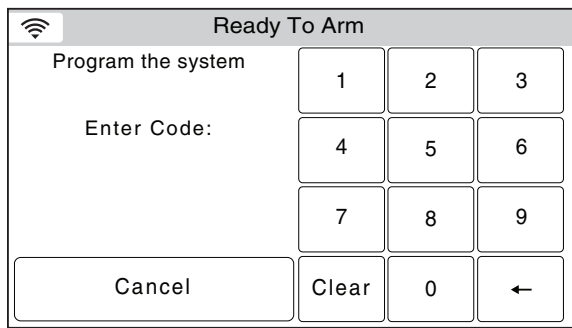 Ready To Arm
Program the system
Enter Code:
1 2 3
4 5 6
7 8 9
Cancel Clear 0 ←